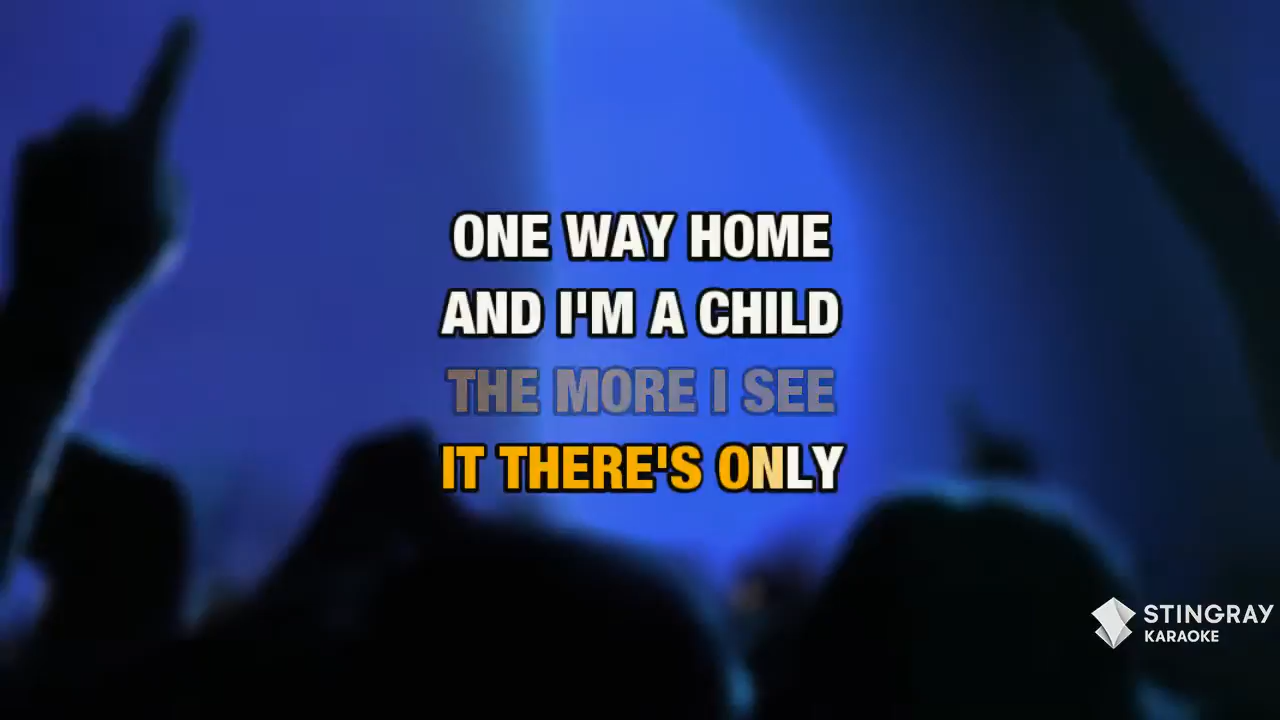 ONE WAY HOME
AND I'M A CHILD
THE MORE I SEE
IT THERE'S ONLY
STINGRAY
KARAOKE